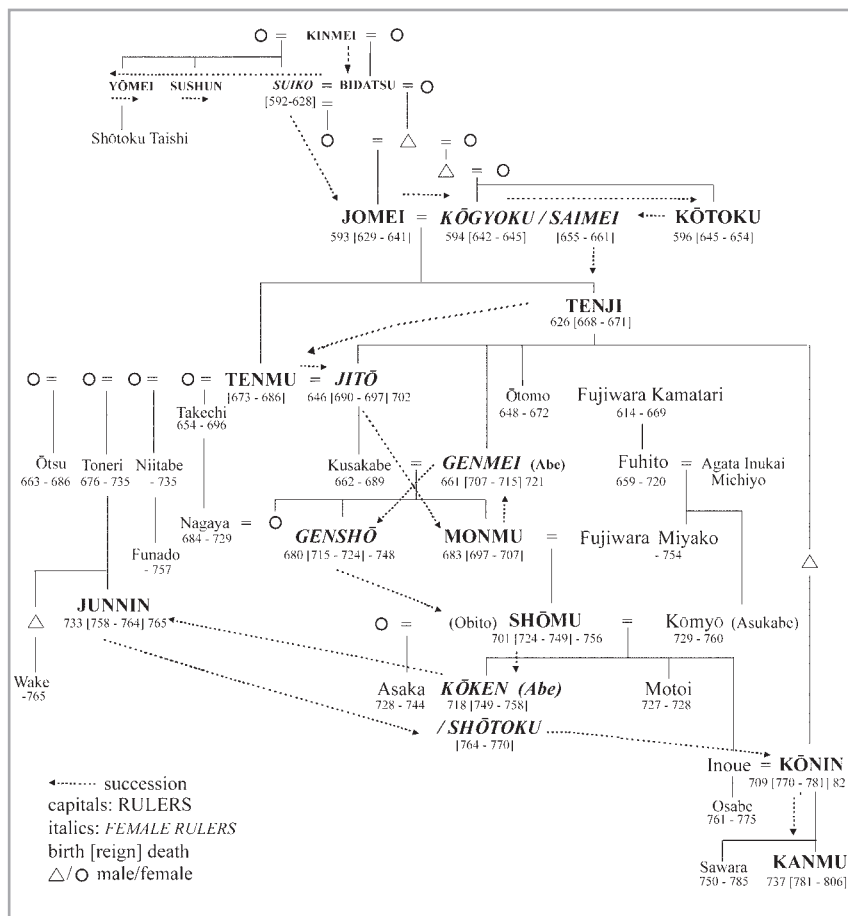 = KINMEI =
YŌMEI SUSHUN SUIKO = BIDATSU =
[592-628] =
Shōtoku Taishi
=
=
JOMEI = KŌGYOKU / SAIMEI KŌTOKU
593 [629 - 641] 594 [642 - 645] [655 - 661] 596 [645 - 654]
TENJI
626 [668 - 671]
= = = = TENMU = JITŌ
[673 - 686] 646 [690 - 697] 702
Takechi
654 - 696
Ōtomo
648 - 672
Fujiwara Kamatari
614 - 669
Ōtsu Toneri Niitabe
663 - 686 676 - 735 -735
Kusakabe = GENMEI (Abe)
662 - 689 661 [707 - 715] 721
Fuhito = Agata Inukai
659 - 720 Michiyo
Nagaya =
684 - 729
Funado
-757
GENSHŌ MONMU = Fujiwara Miyako
680 [715 - 724] - 748 683 [697 - 707] - 754
JUNNIN
733 [758 - 764] 765
= (Obito) SHŌMU = Kōmyō (Asukabe)
701 [724 - 749] - 756 729 - 760
Wake
-765
Asaka KŌKEN (Abe) Motoi
728 - 744 718 [749 - 758] 727 - 728
/ SHŌTOKU
[764 - 770]
Inoue = KŌNIN
709 [770 - 781] 82
Osabe
761 - 775
Sawara KANMU
750 - 785 737 [781 - 806]
succession
capitals: RULERS
italics: FEMALE RULERS
birth [reign] death
△/O male/female